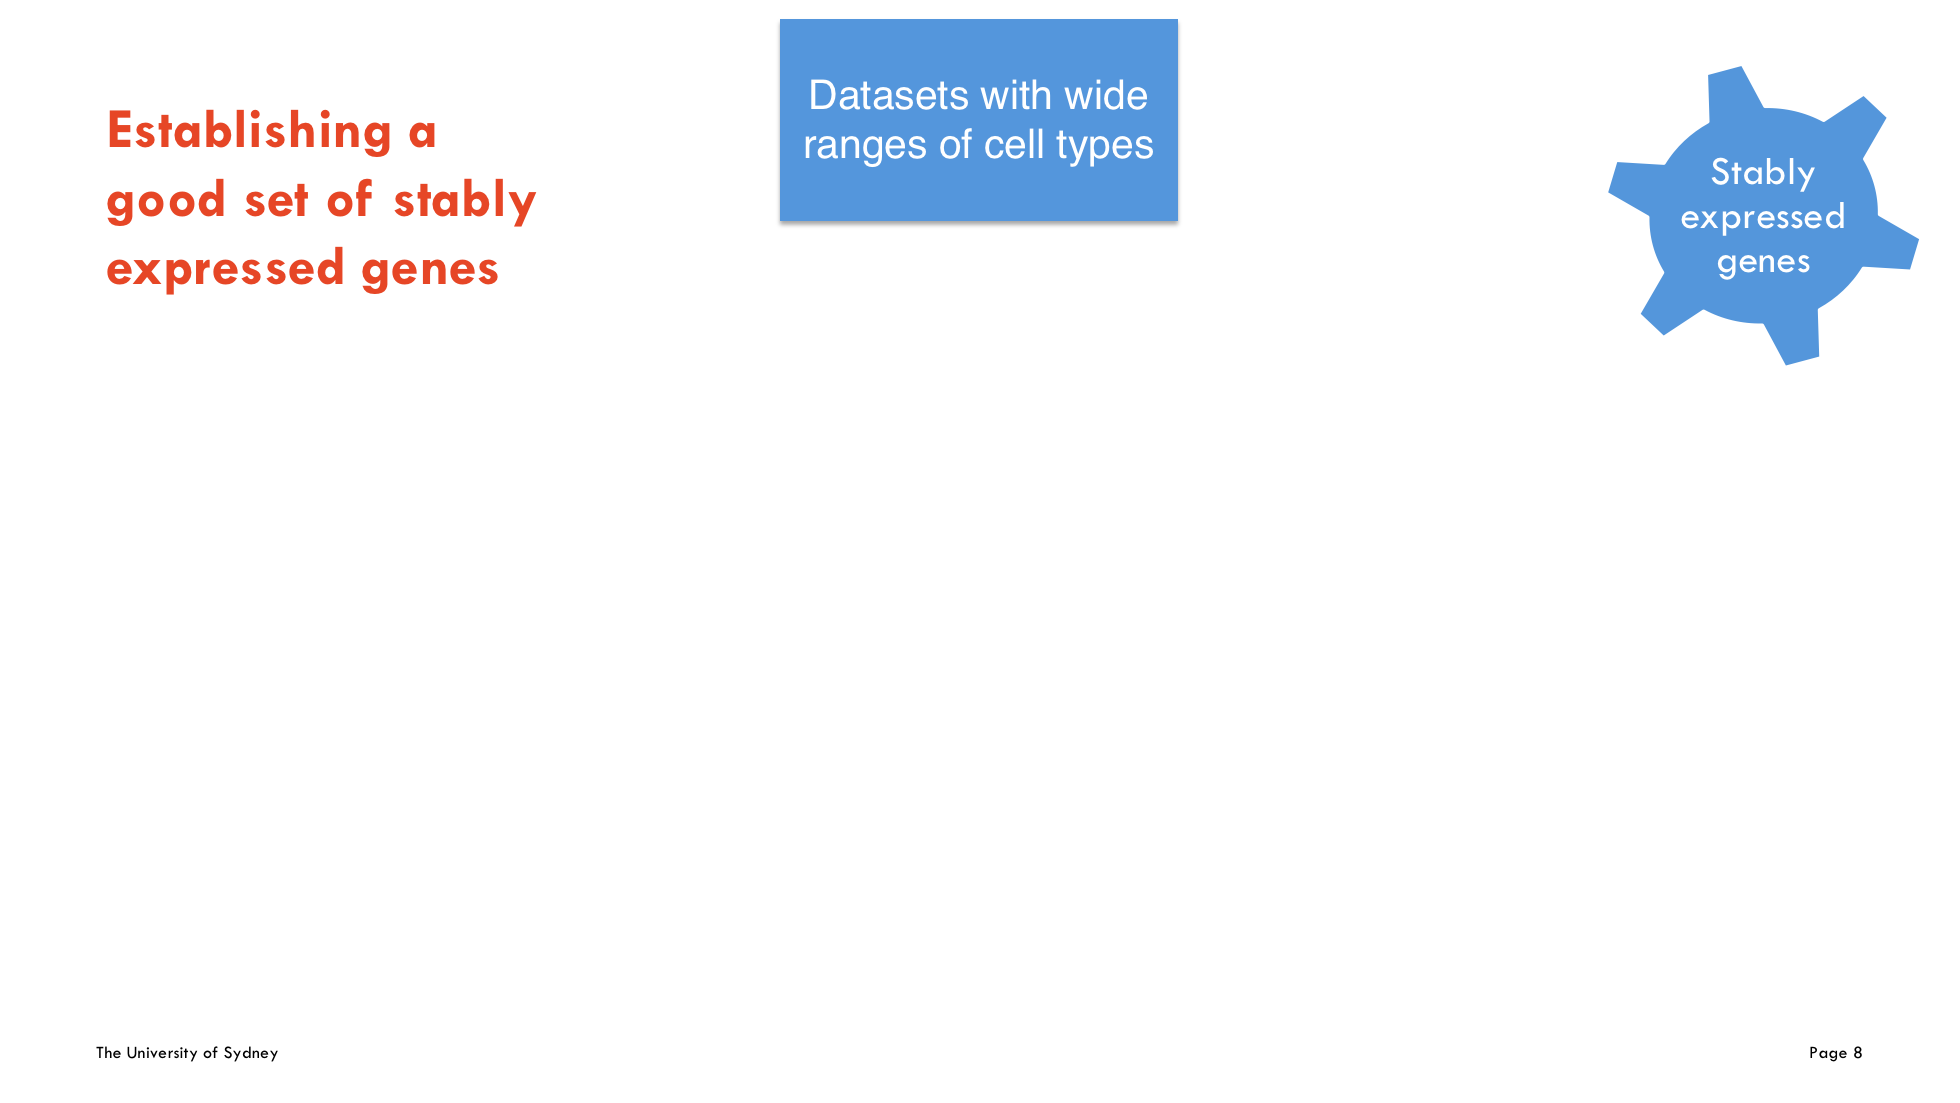 Establishing a
good set of stably
expressed genes
Datasets with wide
ranges of cell types
Stably
expressed
genes
The University of Sydney
Page 8